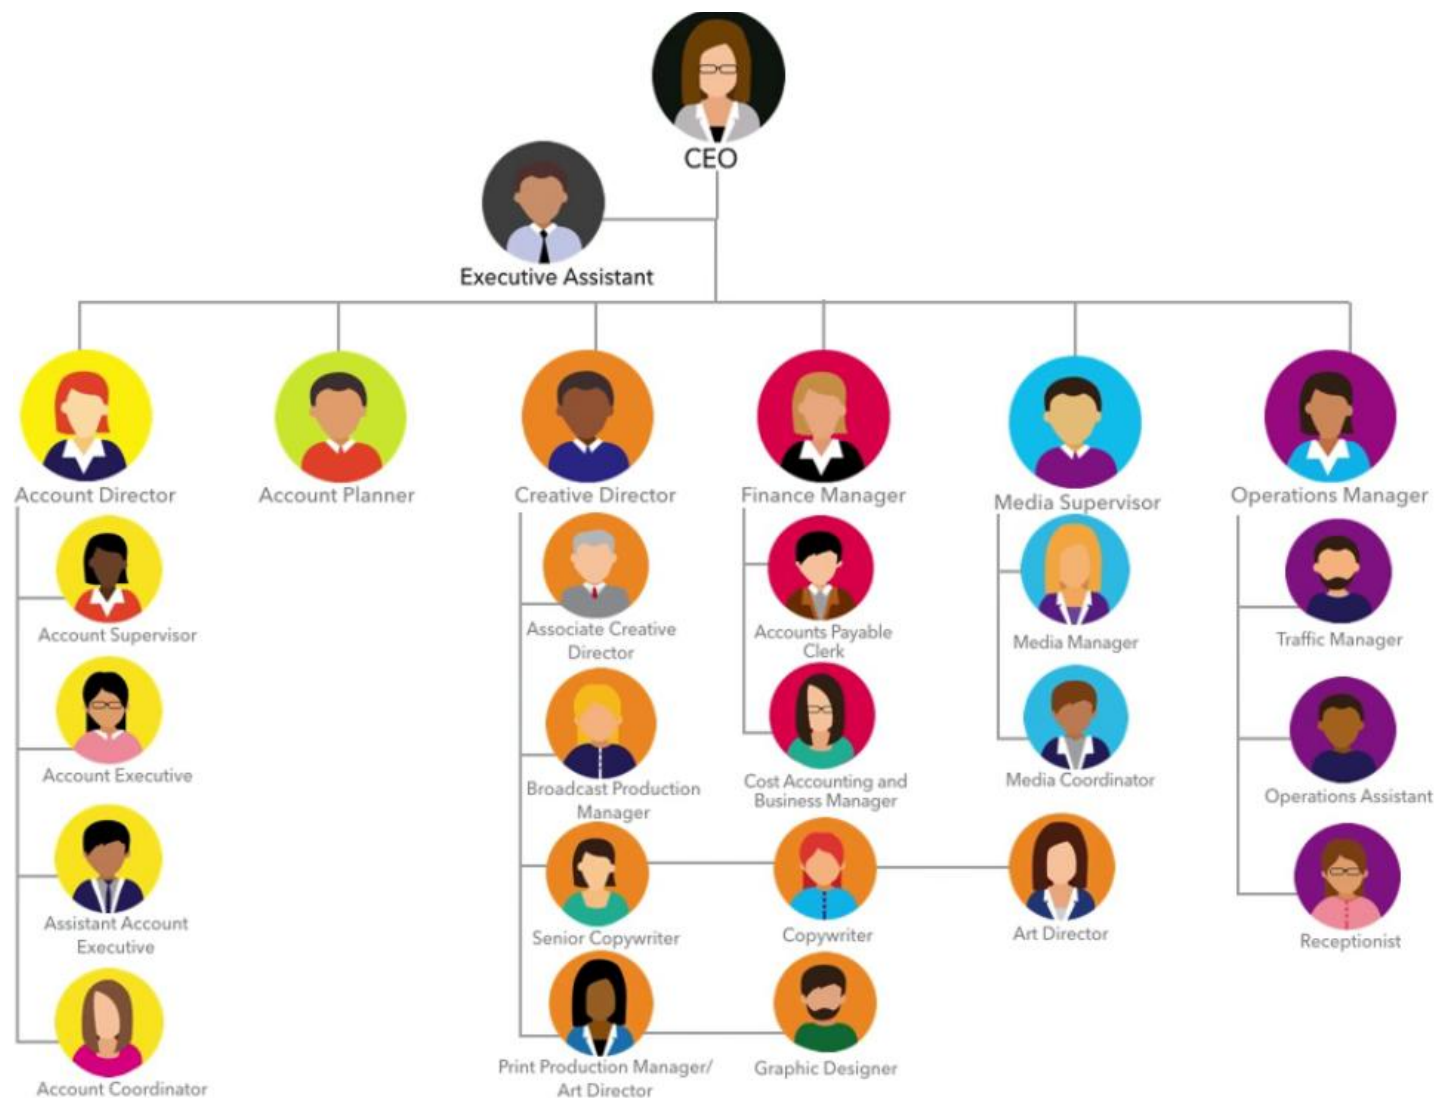 CEO
Executive Assistant
Account Director
Account Planner
Creative Director
Finance Manager
Media Supervisor
Operations Manager
Account Supervisor
Associate Creative
Director
Accounts Payable
Clerk
Media Manager
Traffic Manager
Account Executive
Broadcast Production
Manager
Cost Accounting and
Business Manager
Media Coordinator
Operations Assistant
Assistant Account
Executive
Senior Copywriter
Copywriter
Art Director
Receptionist
Account Coordinator
Print Production Manager/
Art Director
Graphic Designer